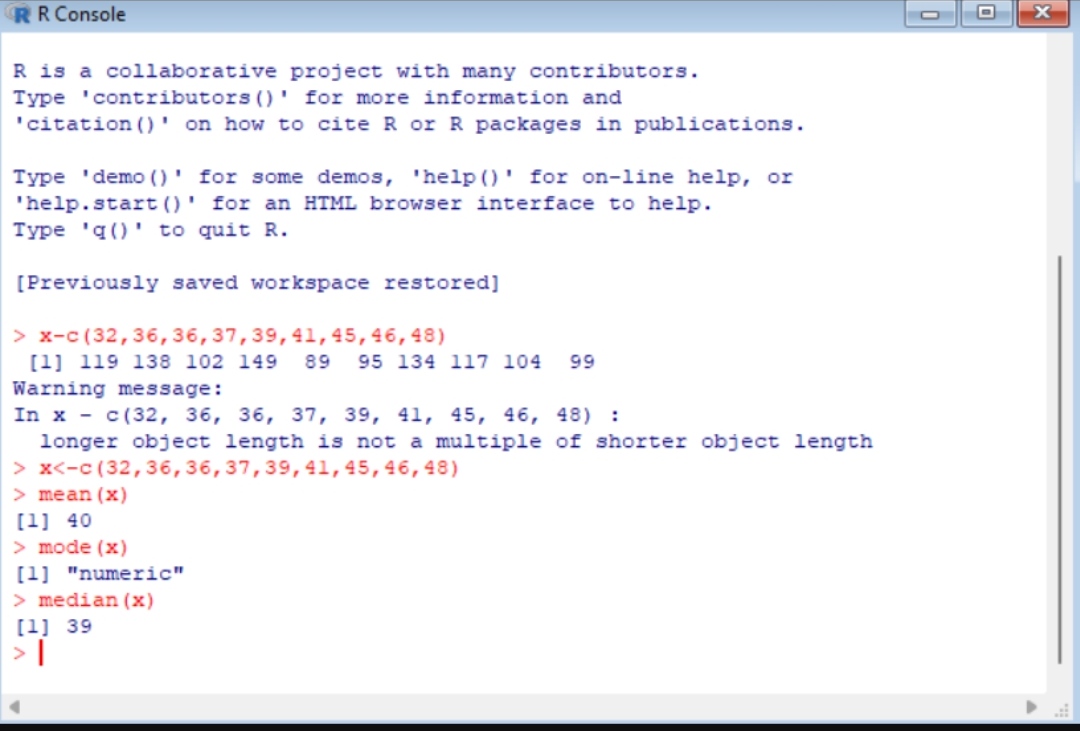 R Console
R is a collaborative project with many contributors.
Type 'contributors()' for more information and
'citation()' on how to cite R or R packages in publications.
Type 'demo()' for some demos, 'help()' for on-line help, or
'help.start()' for an HTML browser interface to help.
Type 'q()' to quit R.
[Previously saved workspace restored]
> x-c(32,36,36,37,39,41,45,46,48)
 [1] 119 138 102 149  89  95 134 117 104  99
Warning message:
In x - c(32, 36, 36, 37, 39, 41, 45, 46, 48) :
  longer object length is not a multiple of shorter object length
> x<-c(32,36,36,37,39,41,45,46,48)
> mean(x)
[1] 40
> mode(x)
[1] "numeric"
> median(x)
[1] 39
>